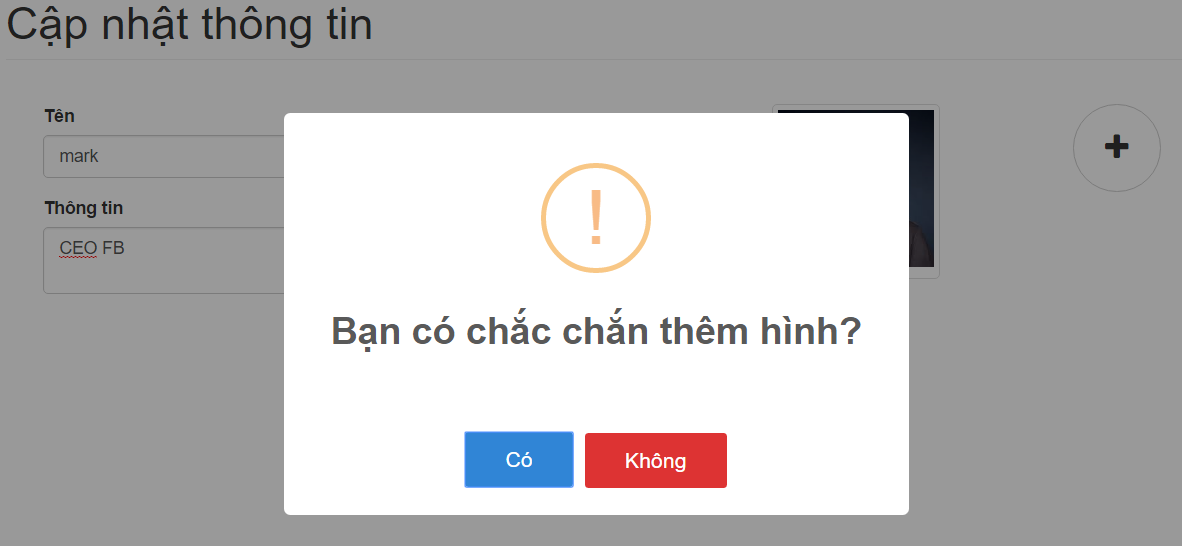 Cập nhật thông tin
Tên
mark
Thông tin
CEO FB
!
Bạn có chắc chắn thêm hình?
Có
Không